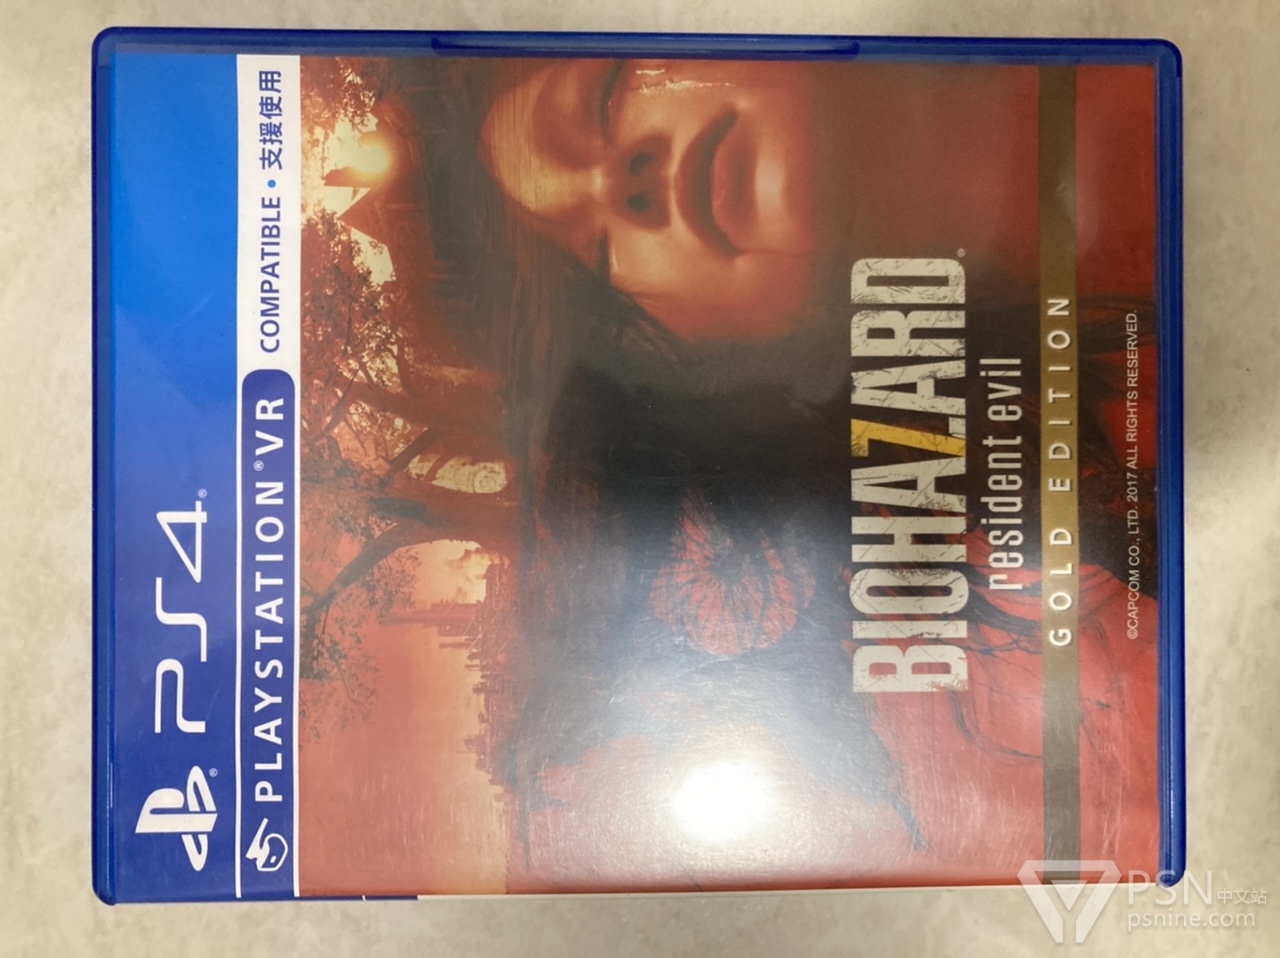 PS4®
PLAYSTATION®VR COMPATIBLE • 支援使用
BIOHAZARD®
resident evil
GOLD EDITION
©CAPCOM CO., LTD. 2017 ALL RIGHTS RESERVED.
PSN中文站
psnine.com